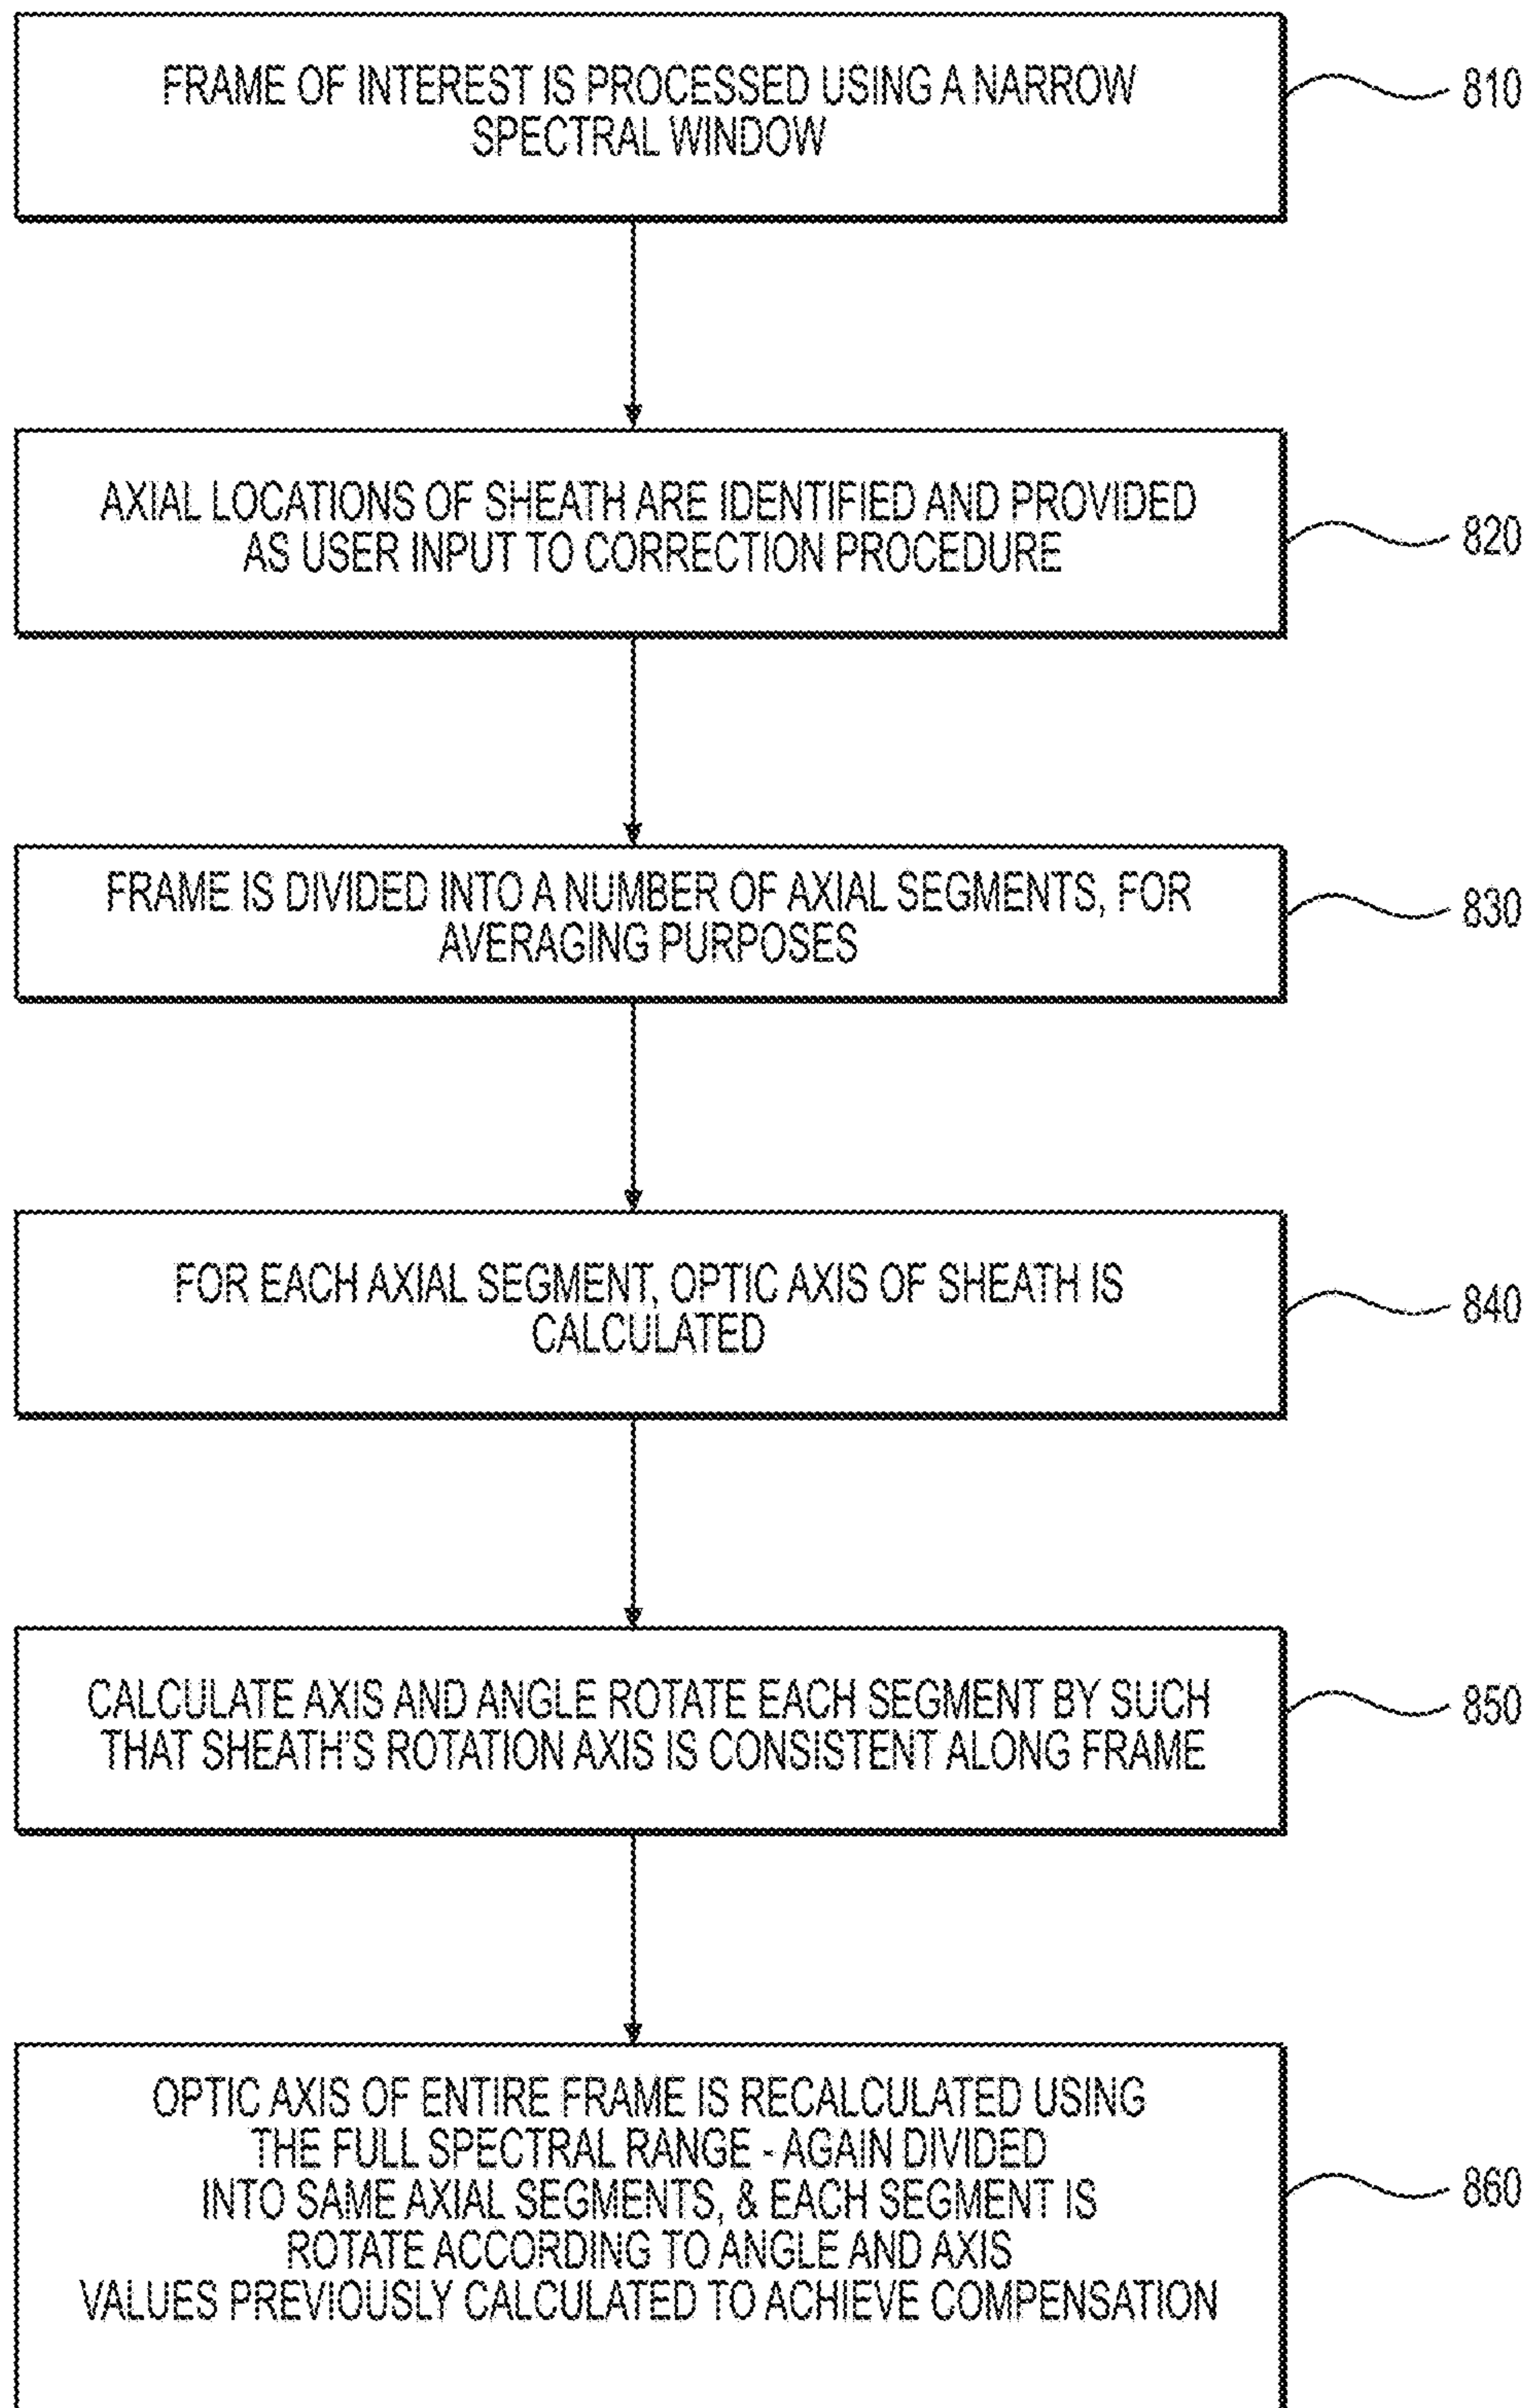 FRAME OF INTEREST IS PROCESSED USING A NARROW
SPECTRAL WINDOW
810
AXIAL LOCATIONS OF SHEATH ARE IDENTIFIED AND PROVIDED
AS USER INPUT TO CORRECTION PROCEDURE
820
FRAME IS DIVIDED INTO A NUMBER OF AXIAL SEGMENTS, FOR
AVERAGING PURPOSES
830
FOR EACH AXIAL SEGMENT, OPTIC AXIS OF SHEATH IS
CALCULATED
840
CALCULATE AXIS AND ANGLE ROTATE EACH SEGMENT BY SUCH
THAT SHEATH'S ROTATION AXIS IS CONSISTENT ALONG FRAME
850
OPTIC AXIS OF ENTIRE FRAME IS RECALCULATED USING
THE FULL SPECTRAL RANGE - AGAIN DIVIDED
INTO SAME AXIAL SEGMENTS, & EACH SEGMENT IS
ROTATE ACCORDING TO ANGLE AND AXIS
VALUES PREVIOUSLY CALCULATED TO ACHIEVE COMPENSATION
860